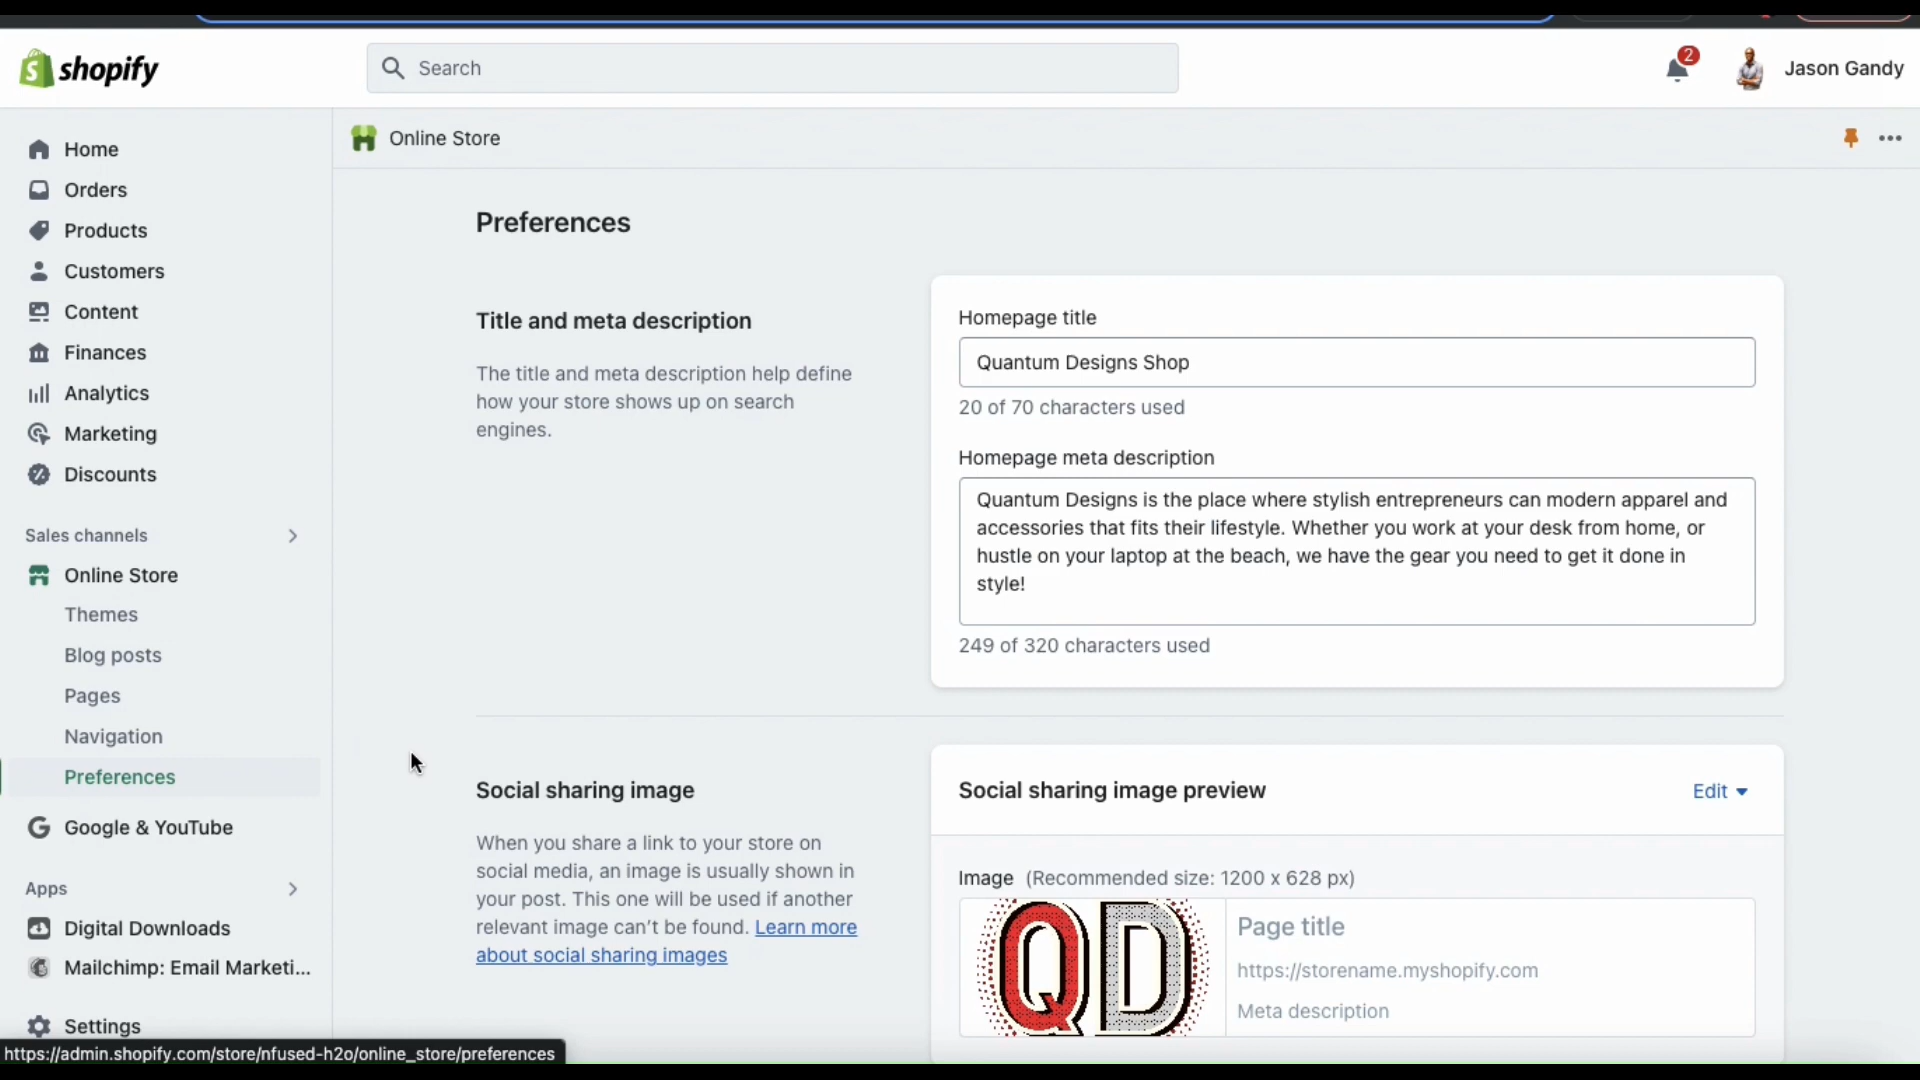 shopify
Search
2
Jason Gandy
Home
Orders
Products
Customers
Content
Finances
Analytics
Marketing
Discounts
Sales channels
Online Store
Themes
Blog posts
Pages
Navigation
Preferences
Google & YouTube
Apps
Digital Downloads
Mailchimp: Email Marketi...
Settings
https://admin.shopify.com/store/nfused-h2o/online_store/preferences
Online Store
Preferences
Title and meta description
The title and meta description help define
how your store shows up on search
engines.
Homepage title
Quantum Designs Shop
20 of 70 characters used
Homepage meta description
Quantum Designs is the place where stylish entrepreneurs can modern apparel and
accessories that fits their lifestyle. Whether you work at your desk from home, or
hustle on your laptop at the beach, we have the gear you need to get it done in
style!
249 of 320 characters used
Social sharing image
When you share a link to your store on
social media, an image is usually shown in
your post. This one will be used if another
relevant image can't be found. Learn more
about social sharing images
Social sharing image preview
Edit
Image (Recommended size: 1200 x 628 px)
QD
Page title
https://storename.myshopify.com
Meta description